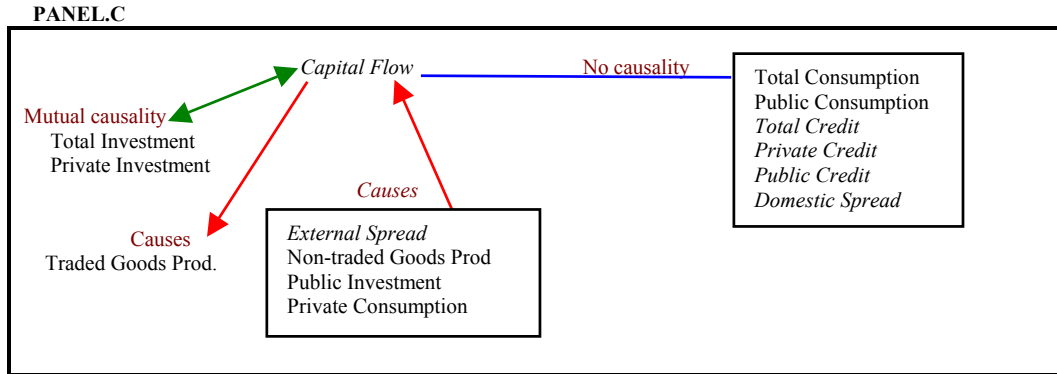 PANEL.C
Capital Flow
No causality
Total Consumption
Public Consumption
Total Credit
Private Credit
Public Credit
Domestic Spread
Mutual causality
Total Investment
Private Investment
Causes
Traded Goods Prod.
Causes
External Spread
Non-traded Goods Prod
Public Investment
Private Consumption